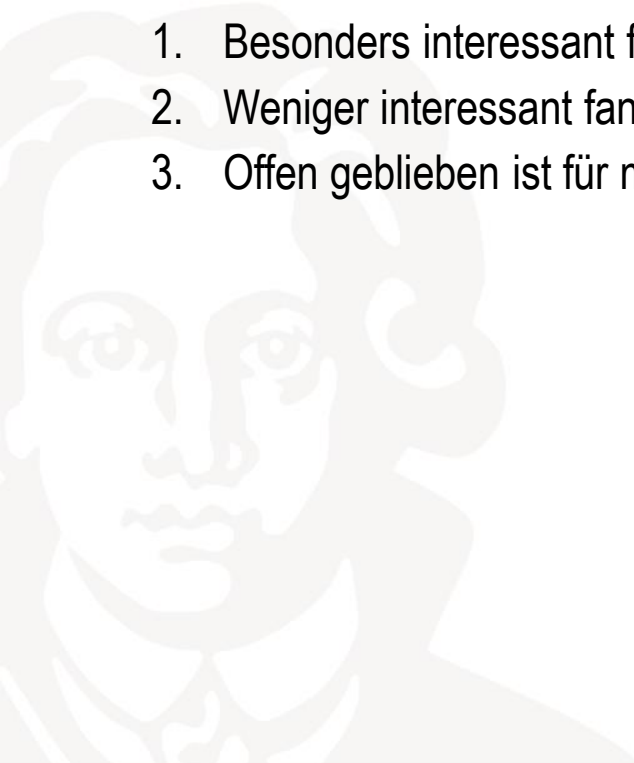 1. Besonders interessant
2. Weniger interessant
3. Offen geblieben ist für